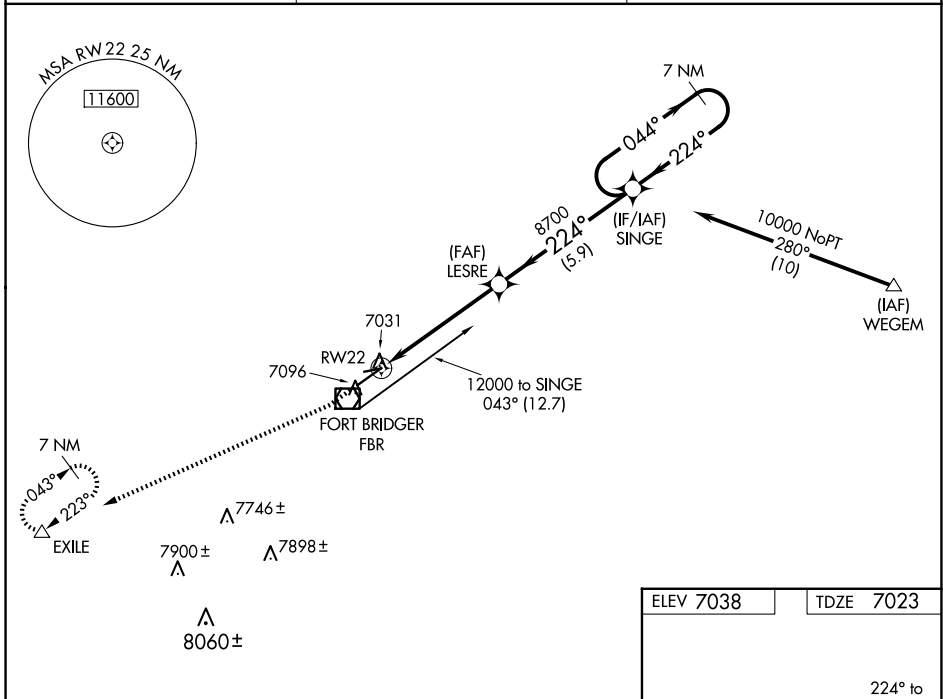 MSA RW22 25 NM
11600
7 NM
044°
224°
(IF/IAF)
SINGE
8700
224°
(5.9)
10000 NoPT
280°
(10)
(FAF)
LESRE
(IAF)
WEGEM
7031
RW22
7096
12000 to SINGE
043° (12.7)
FORT BRIDGER
FBR
7 NM
043°
223°
EXILE
7746±
7900±
7898±
8060±
ELEV 7038
TDZE 7023
224° to